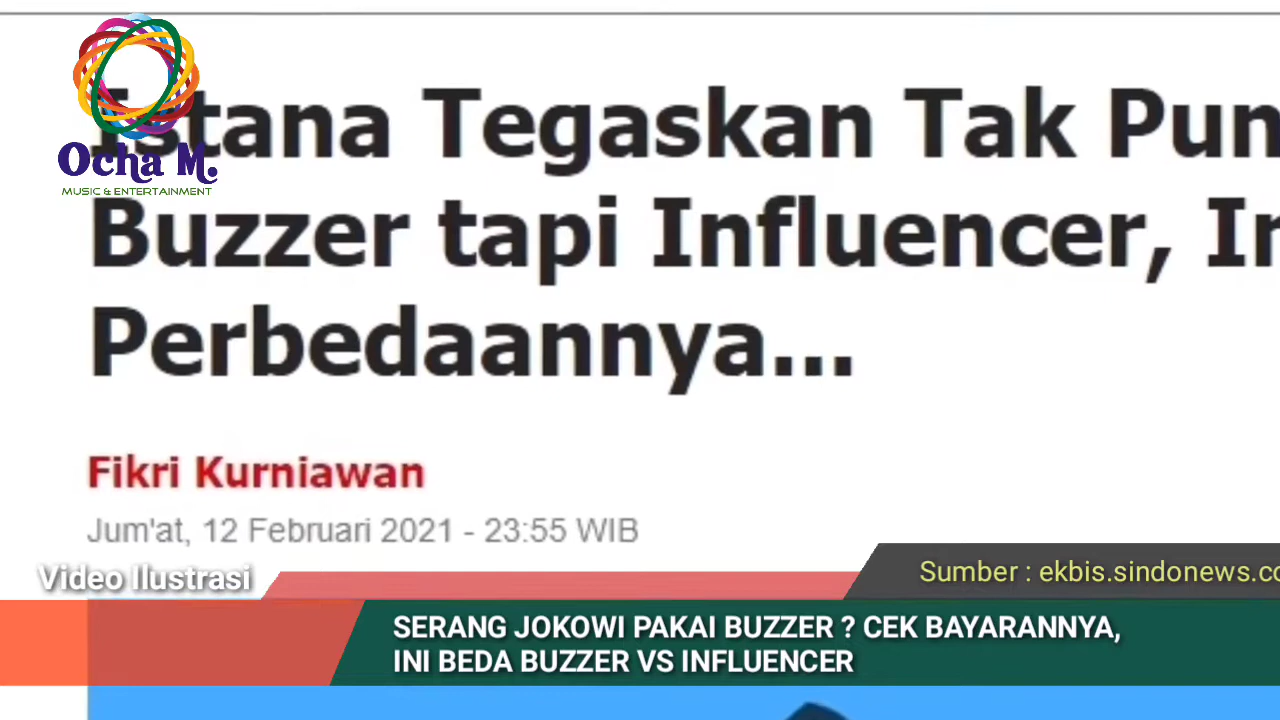 Ocha M.
MUSIC & ENTERTAINMENT
Istana Tegaskan Tak Pun
Buzzer tapi Influencer, In
Perbedaannya...
Fikri Kurniawan
Jum'at, 12 Februari 2021 - 23:55 WIB
Video Ilustrasi
Sumber : ekbis.sindonews.co
SERANG JOKOWI PAKAI BUZZER ? CEK BAYARANNYA,
INI BEDA BUZZER VS INFLUENCER